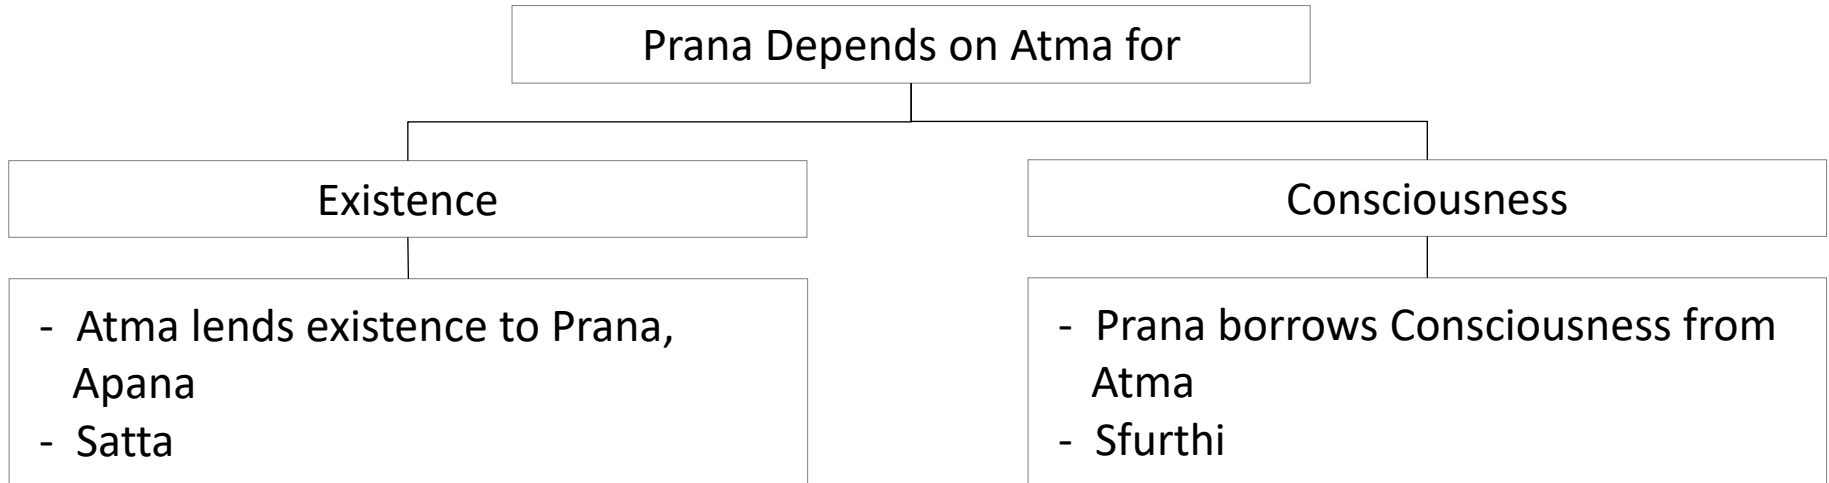 Prana Depends on Atma for
Existence
Consciousness
- Atma lends existence to Prana,
Apana
- Satta
- Prana borrows Consciousness from
Atma
- Sfurthi